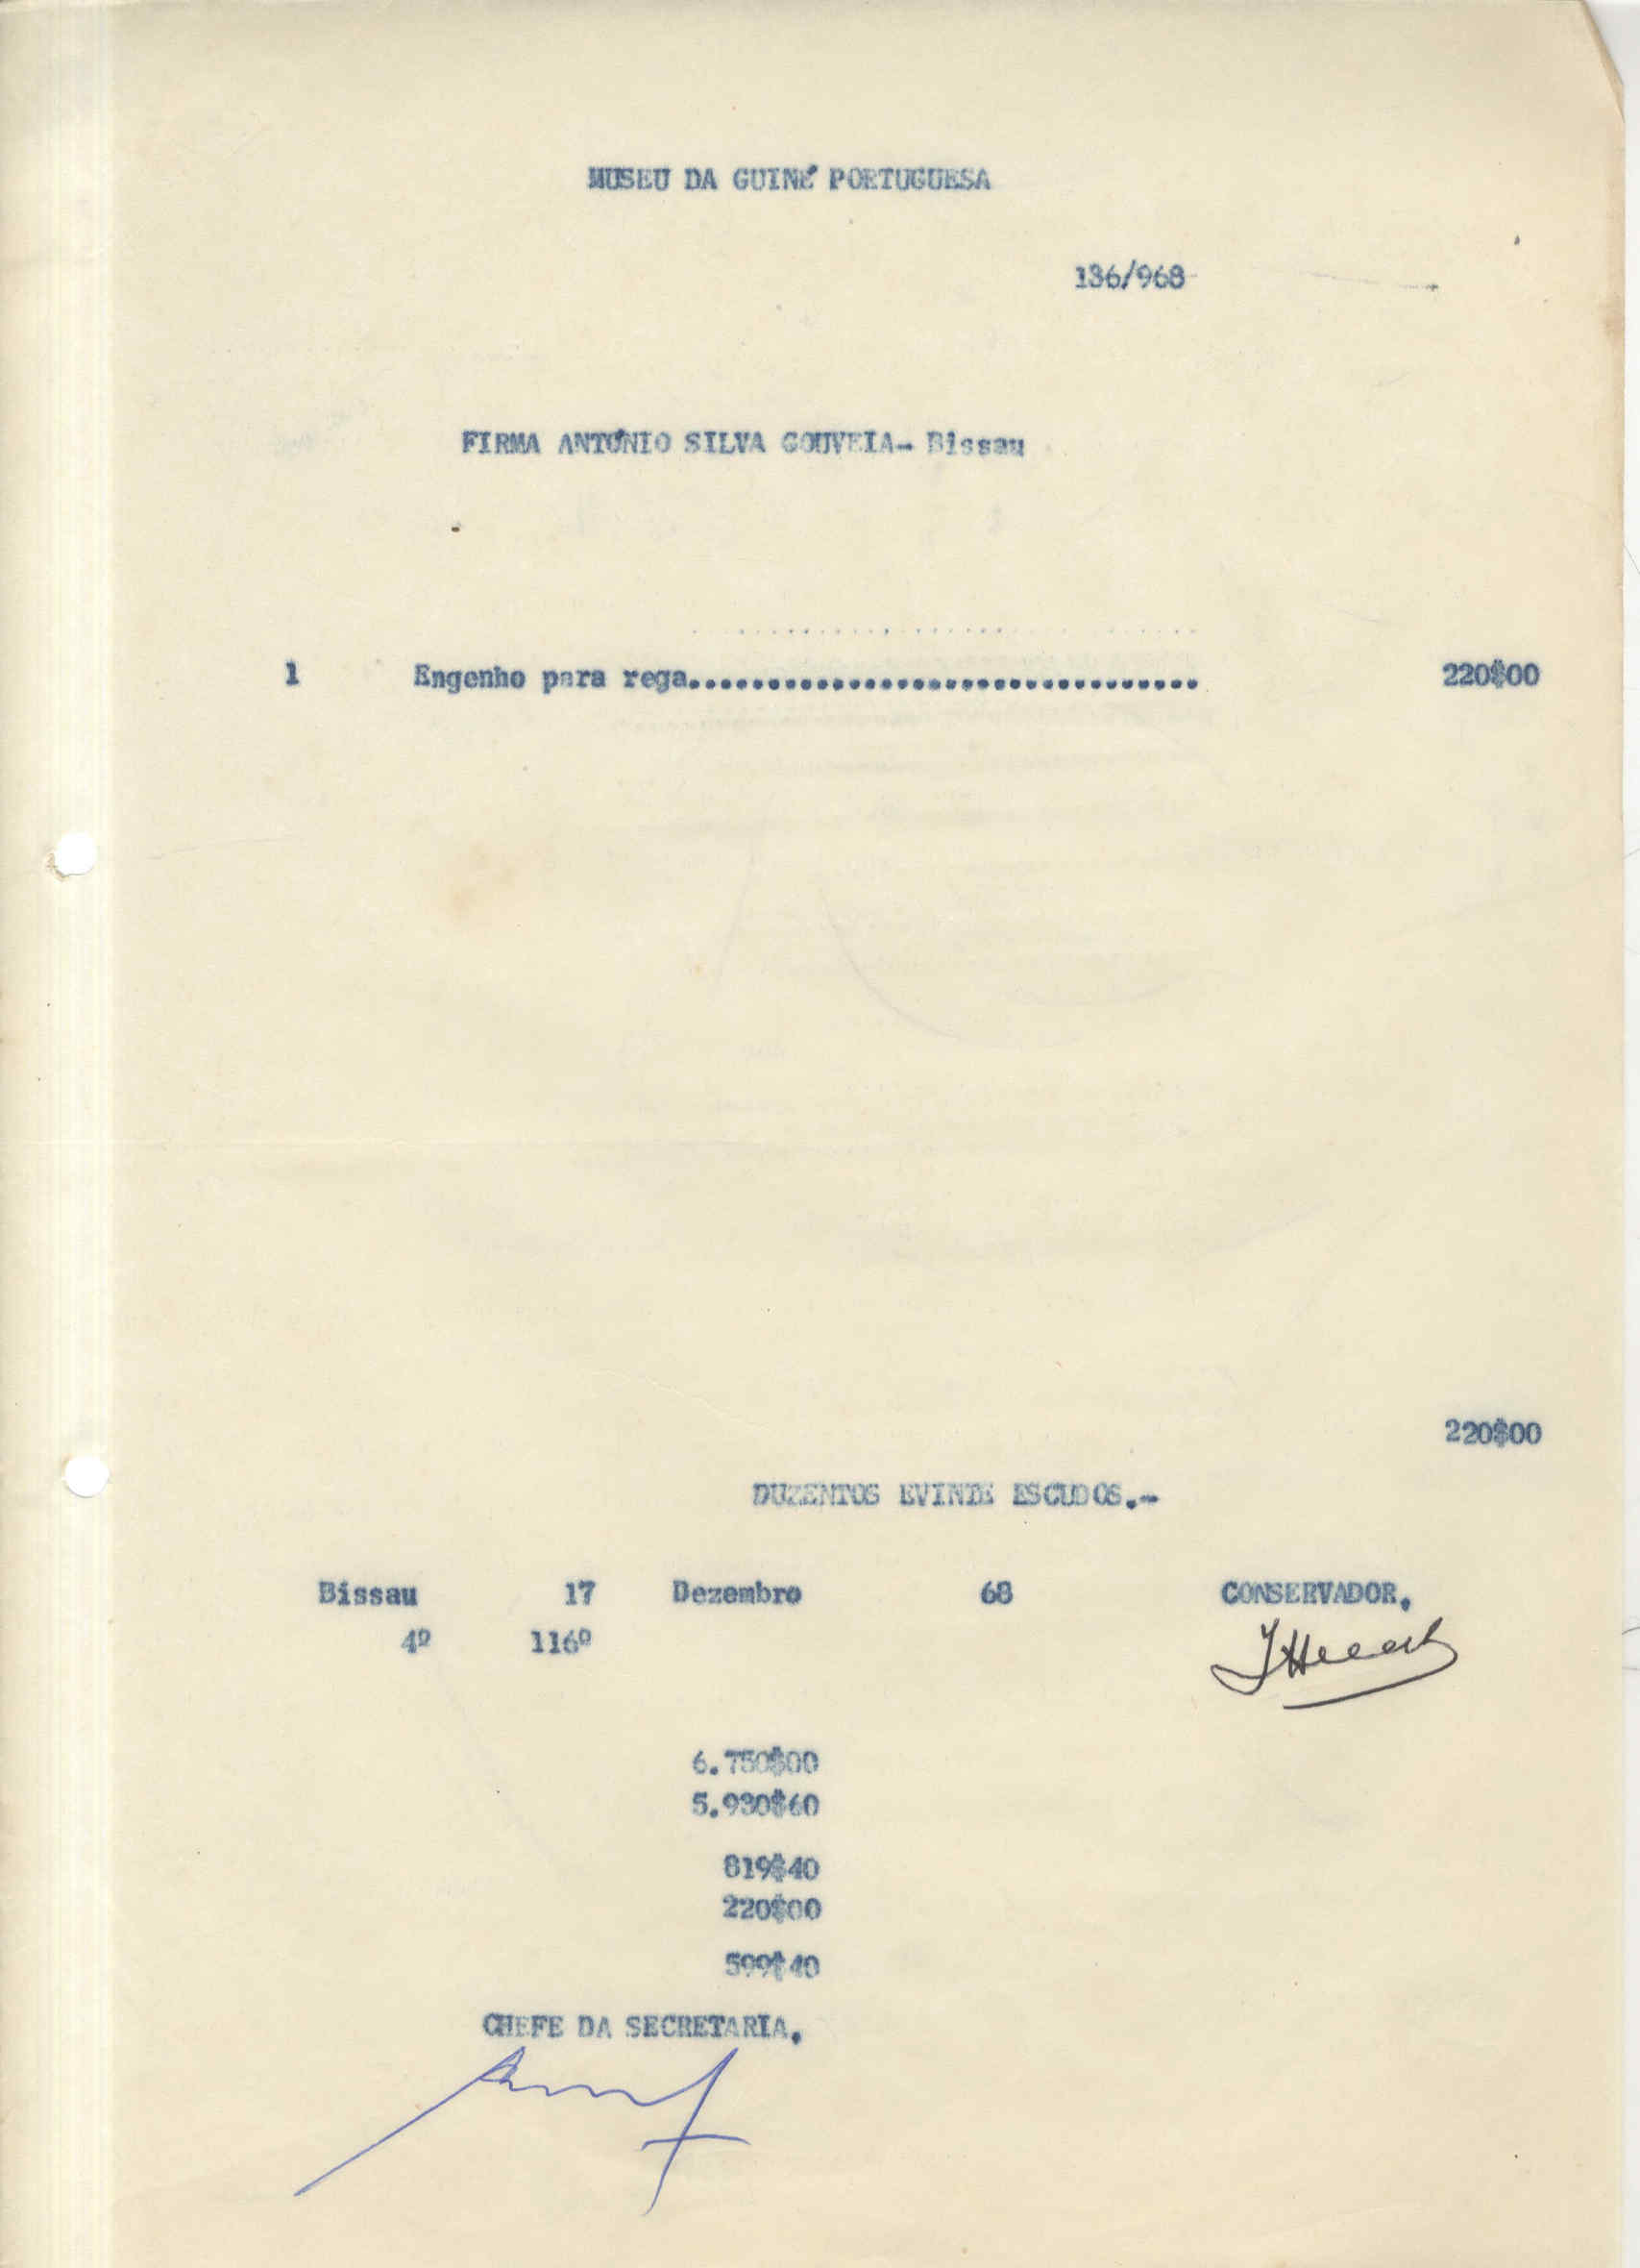 MUSEU DA GUINÉ PORTUGUESA
136/968
FIRMA ANTÓNIO SILVA GOUVEIA- Bissau
1 Engenho para rega................................ 220$00
220$00
DUZENTOS EVINTE ESCUDOS.-
Bissau 17 Dezembro 68 CONSERVADOR.
4º 116º
6.750$00
5.930$60
819$40
220$00
599$40
CHEFE DA SECRETARIA.